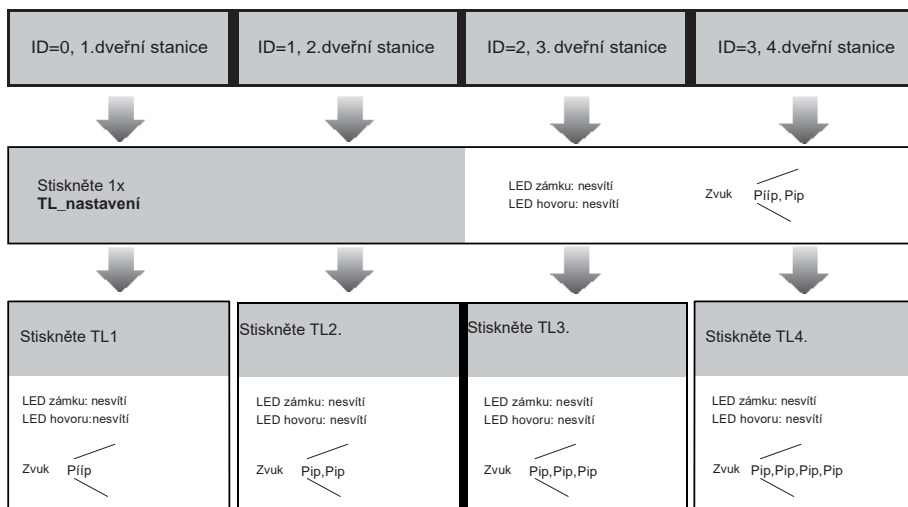 ID=0, 1.dveřní stanice
ID=1, 2.dveřní stanice
ID=2, 3. dveřní stanice
ID=3, 4.dveřní stanice
Stiskněte 1x
TL_nastavení
LED zámku: nesvítí
LED hovoru: nesvítí
Zvuk Pííp, Pip
Stiskněte TL1
LED zámku: nesvítí
LED hovoru:nesvítí
Zvuk Pííp
Stiskněte TL2.
LED zámku: nesvítí
LED hovoru: nesvítí
Zvuk Pip,Pip
Stiskněte TL3.
LED zámku: nesvítí
LED hovoru: nesvítí
Zvuk Pip,Pip,Pip
Stiskněte TL4.
LED zámku: nesvítí
LED hovoru: nesvítí
Zvuk Pip,Pip,Pip,Pip